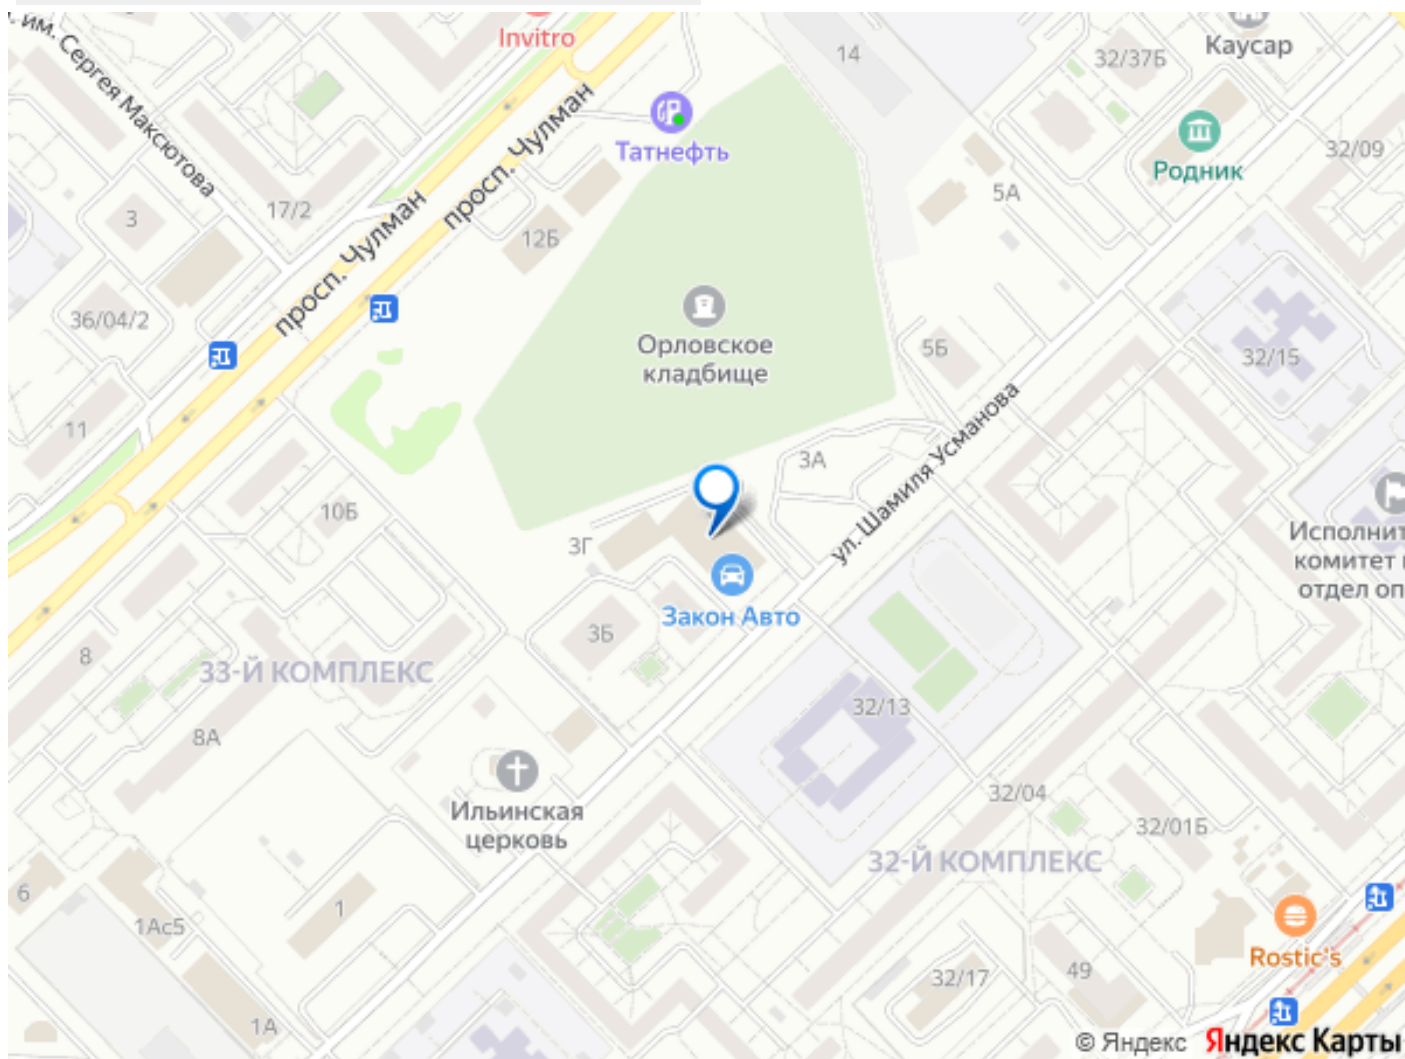 Invitro
14
Каусар
32/37Б
. им. Сергея Максютова
просп. Чулман
Татнефть
Родник
32/09
5А
3
17/2
просп. Чулман
12Б
36/04/2
Орловское
кладбище
5Б
32/15
11
3А
ул. Шамиля Усманова
10Б
3Г
Исполнит
комитет
отдел оп
Закон Авто
3Б
8
33-Й КОМПЛЕКС
32/13
8А
Ильинская
церковь
32/04
32/01Б
32-Й КОМПЛЕКС
6
1
1Ас5
Rostic's
32/17
49
1А
© Яндекс Яндекс Карты